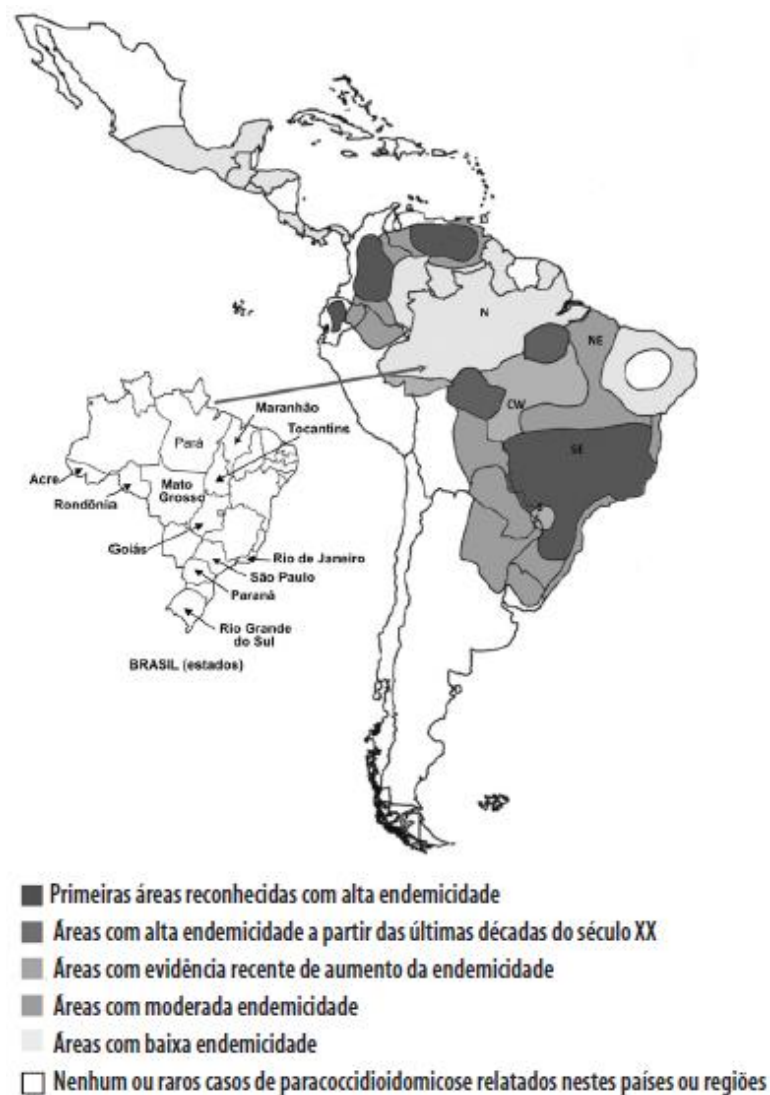 N
NE
CW
SE
S
Maranhão
Pará
Tocantins
Acre
Mato
Grosso
Rondônia
Goiás
Rio de Janeiro
São Paulo
Paraná
Rio Grande
do Sul
BRASIL (estados)
Primeiras áreas reconhecidas com alta endemicidade
Áreas com alta endemicidade a partir das últimas décadas do século XX
Áreas com evidência recente de aumento da endemicidade
Áreas com moderada endemicidade
Áreas com baixa endemicidade
Nenhum ou raros casos de paracoccidioidomicose relatados nestes países ou regiões